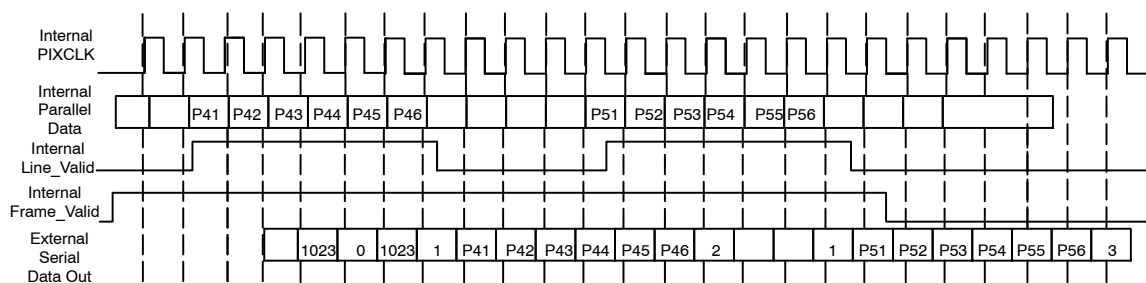 Internal
PIXCLK
Internal
Parallel
Data
P41 P42 P43 P44 P45 P46 P51 P52 P53 P54 P55 P56
Internal
Line_Valid
Internal
Frame_Valid
External
Serial
Data Out
1023 0 1023 1 P41 P42 P43 P44 P45 P46 2 1 P51 P52 P53 P54 P55 P56 3